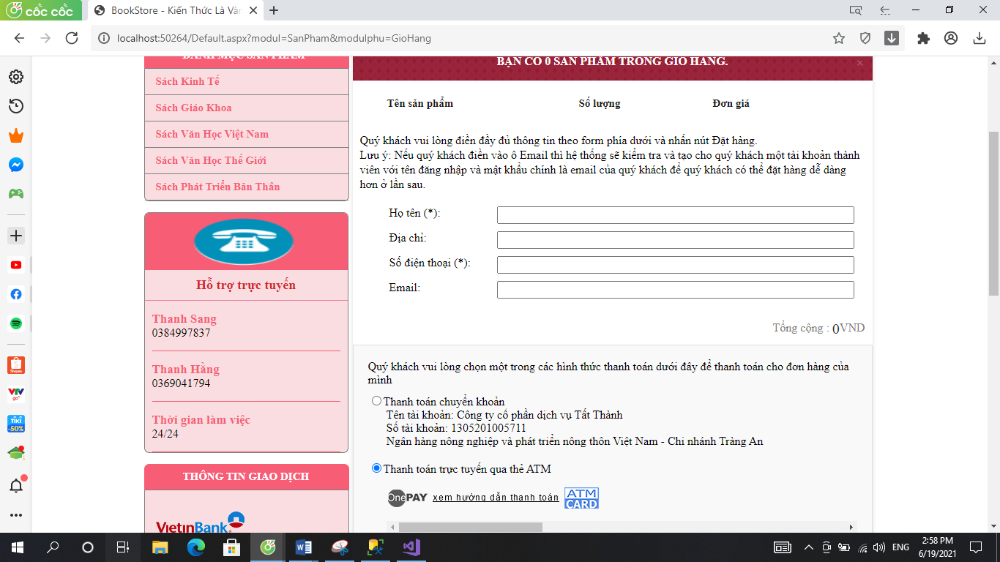 cốc cốc
BookStore - Kiến Thức Là Vàn
localhost:50264/Default.aspx?modul=SanPham&modulphu=GioHang
DANH MỤC SẢN PHẨM
Sách Kinh Tế
Sách Giáo Khoa
Sách Văn Học Việt Nam
Sách Văn Học Thế Giới
Sách Phát Triển Bản Thân
Hỗ trợ trực tuyến
Thanh Sang
0384997837
Thanh Hằng
0369041794
Thời gian làm việc
24/24
THÔNG TIN GIAO DỊCH
VietinBank
BẠN CÓ 0 SẢN PHẨM TRONG GIỎ HÀNG.
×
Tên sản phẩm Số lượng Đơn giá
Quý khách vui lòng điền đầy đủ thông tin theo form phía dưới và nhấn nút Đặt hàng.
Lưu ý: Nếu quý khách điền vào ô Email thì hệ thống sẽ kiểm tra và tạo cho quý khách một tài khoản thành
viên với tên đăng nhập và mật khẩu chính là email của quý khách để quý khách có thể đặt hàng dễ dàng
hơn ở lần sau.
Họ tên (*):
Địa chỉ:
Số điện thoại (*):
Email:
Tổng cộng : 0VND
Quý khách vui lòng chọn một trong các hình thức thanh toán dưới đây để thanh toán cho đơn hàng của
mình
Thanh toán chuyển khoản
Tên tài khoản: Công ty cổ phần dịch vụ Tất Thành
Số tài khoản: 1305201005711
Ngân hàng nông nghiệp và phát triển nông thôn Việt Nam - Chi nhánh Tràng An
Thanh toán trực tuyến qua thẻ ATM
OnePAY xem hướng dẫn thanh toán ATM
CARD
Shopee
VTV
go
TIKI
-50%
ENG
2:58 PM
6/19/2021